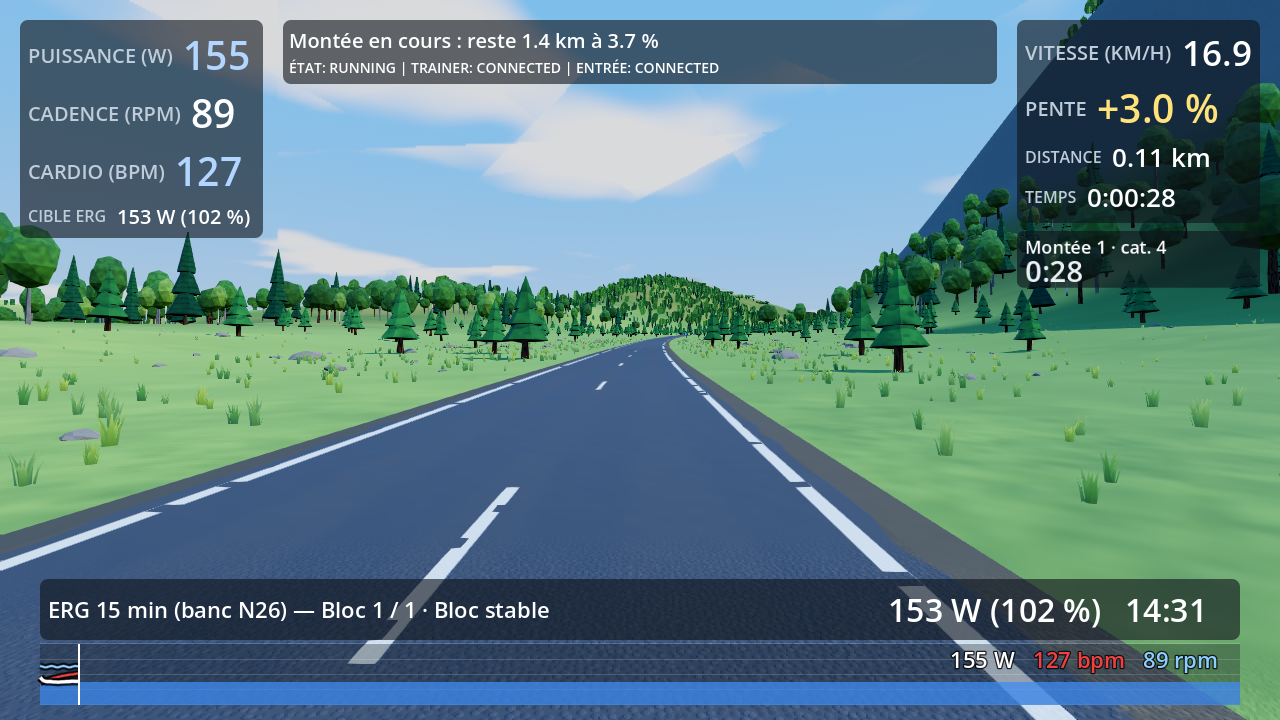 PUISSANCE (W) 155
CADENCE (RPM) 89
CARDIO (BPM) 127
CIBLE ERG 153 W (102 %)
Montée en cours : reste 1.4 km à 3.7 %
ÉTAT: RUNNING | TRAINER: CONNECTED | ENTRÉE: CONNECTED
VITESSE (KM/H) 16.9
PENTE +3.0 %
DISTANCE 0.11 km
TEMPS 0:00:28
Montée 1 · cat. 4
0:28
ERG 15 min (banc N26) — Bloc 1 / 1 · Bloc stable 153 W (102 %) 14:31
155 W 127 bpm 89 rpm